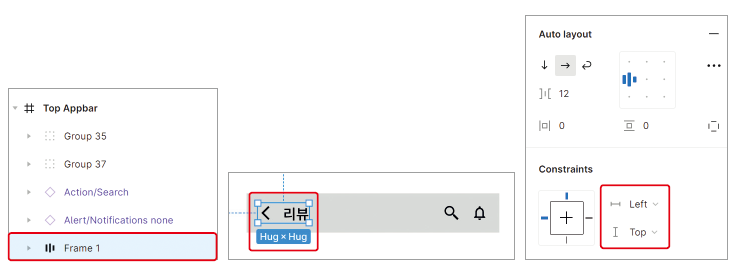 Top Appbar
Group 35
Group 37
Action/Search
Alert/Notifications none
Frame 1
리뷰
Hug × Hug
Auto layout
12
0
0
Constraints
Left
Top